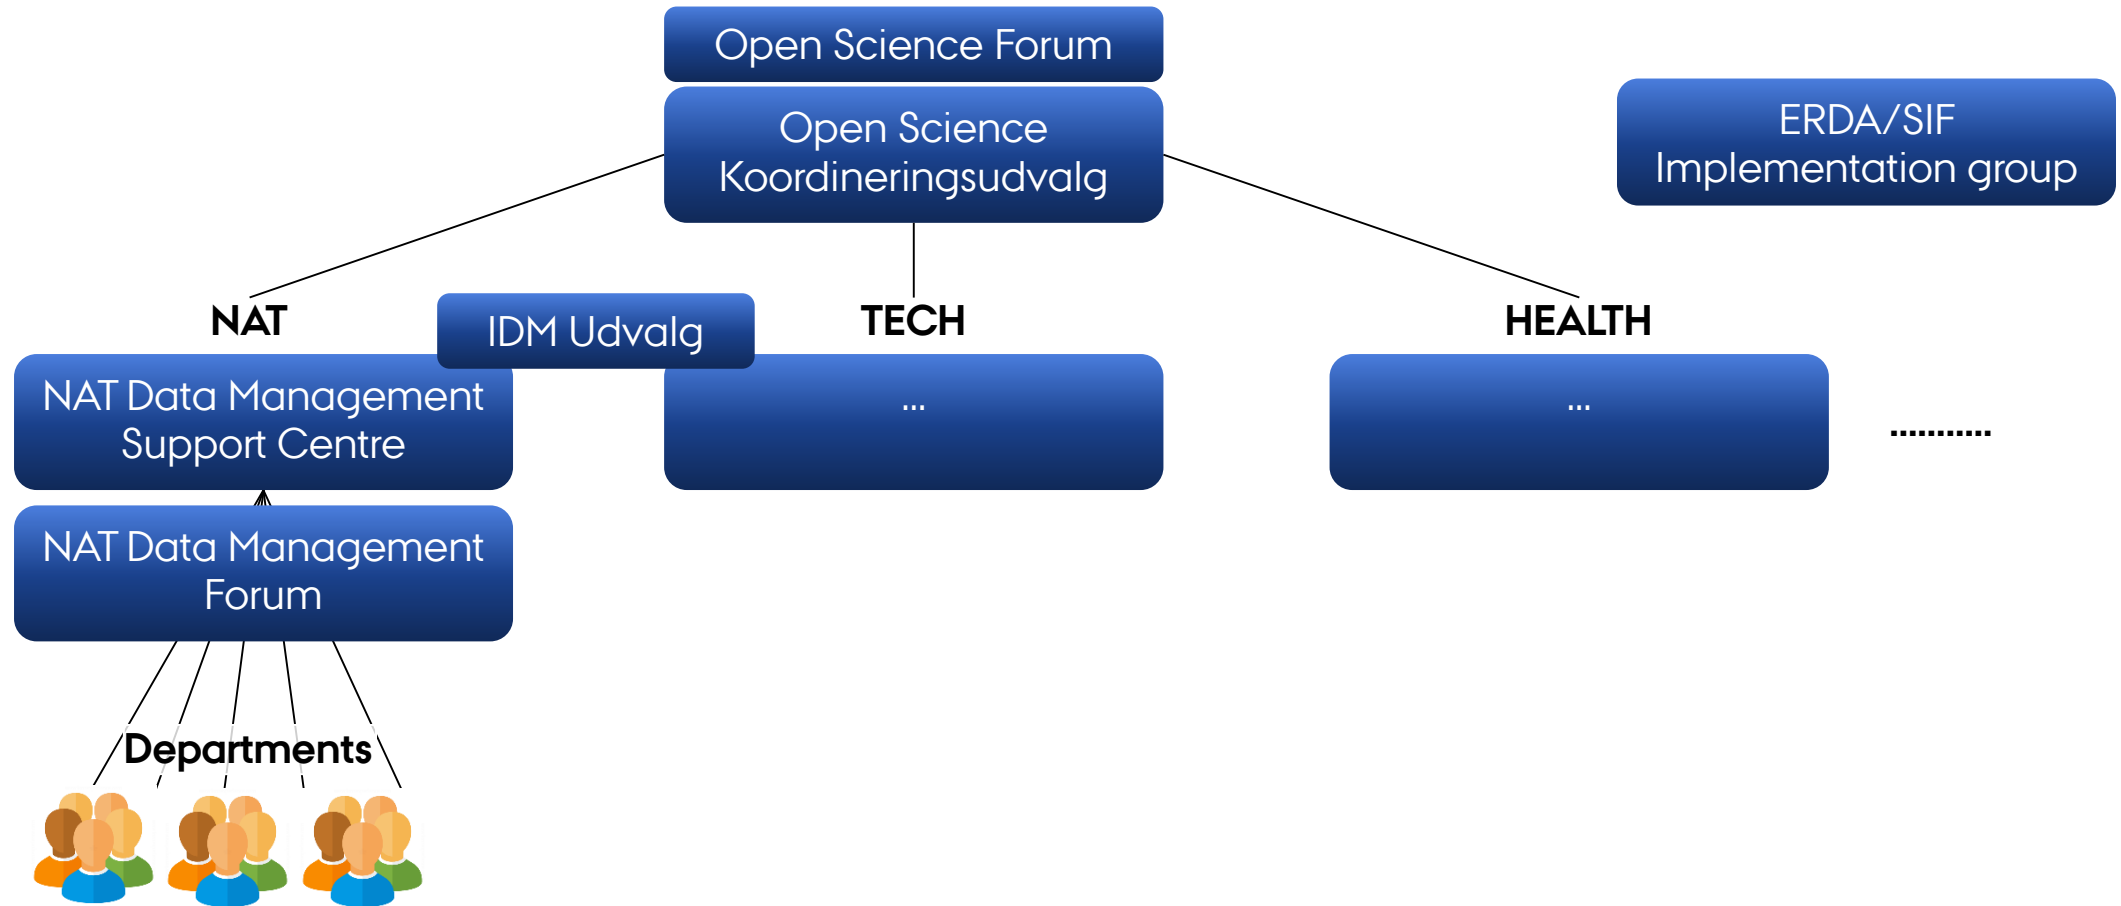 Open Science Forum
Open Science
Koordineringsudvalg
ERDA/SIF
Implementation group
NAT
IDM Udvalg
TECH
HEALTH
NAT Data Management
Support Centre
...
...
...........
NAT Data Management
Forum
Departments